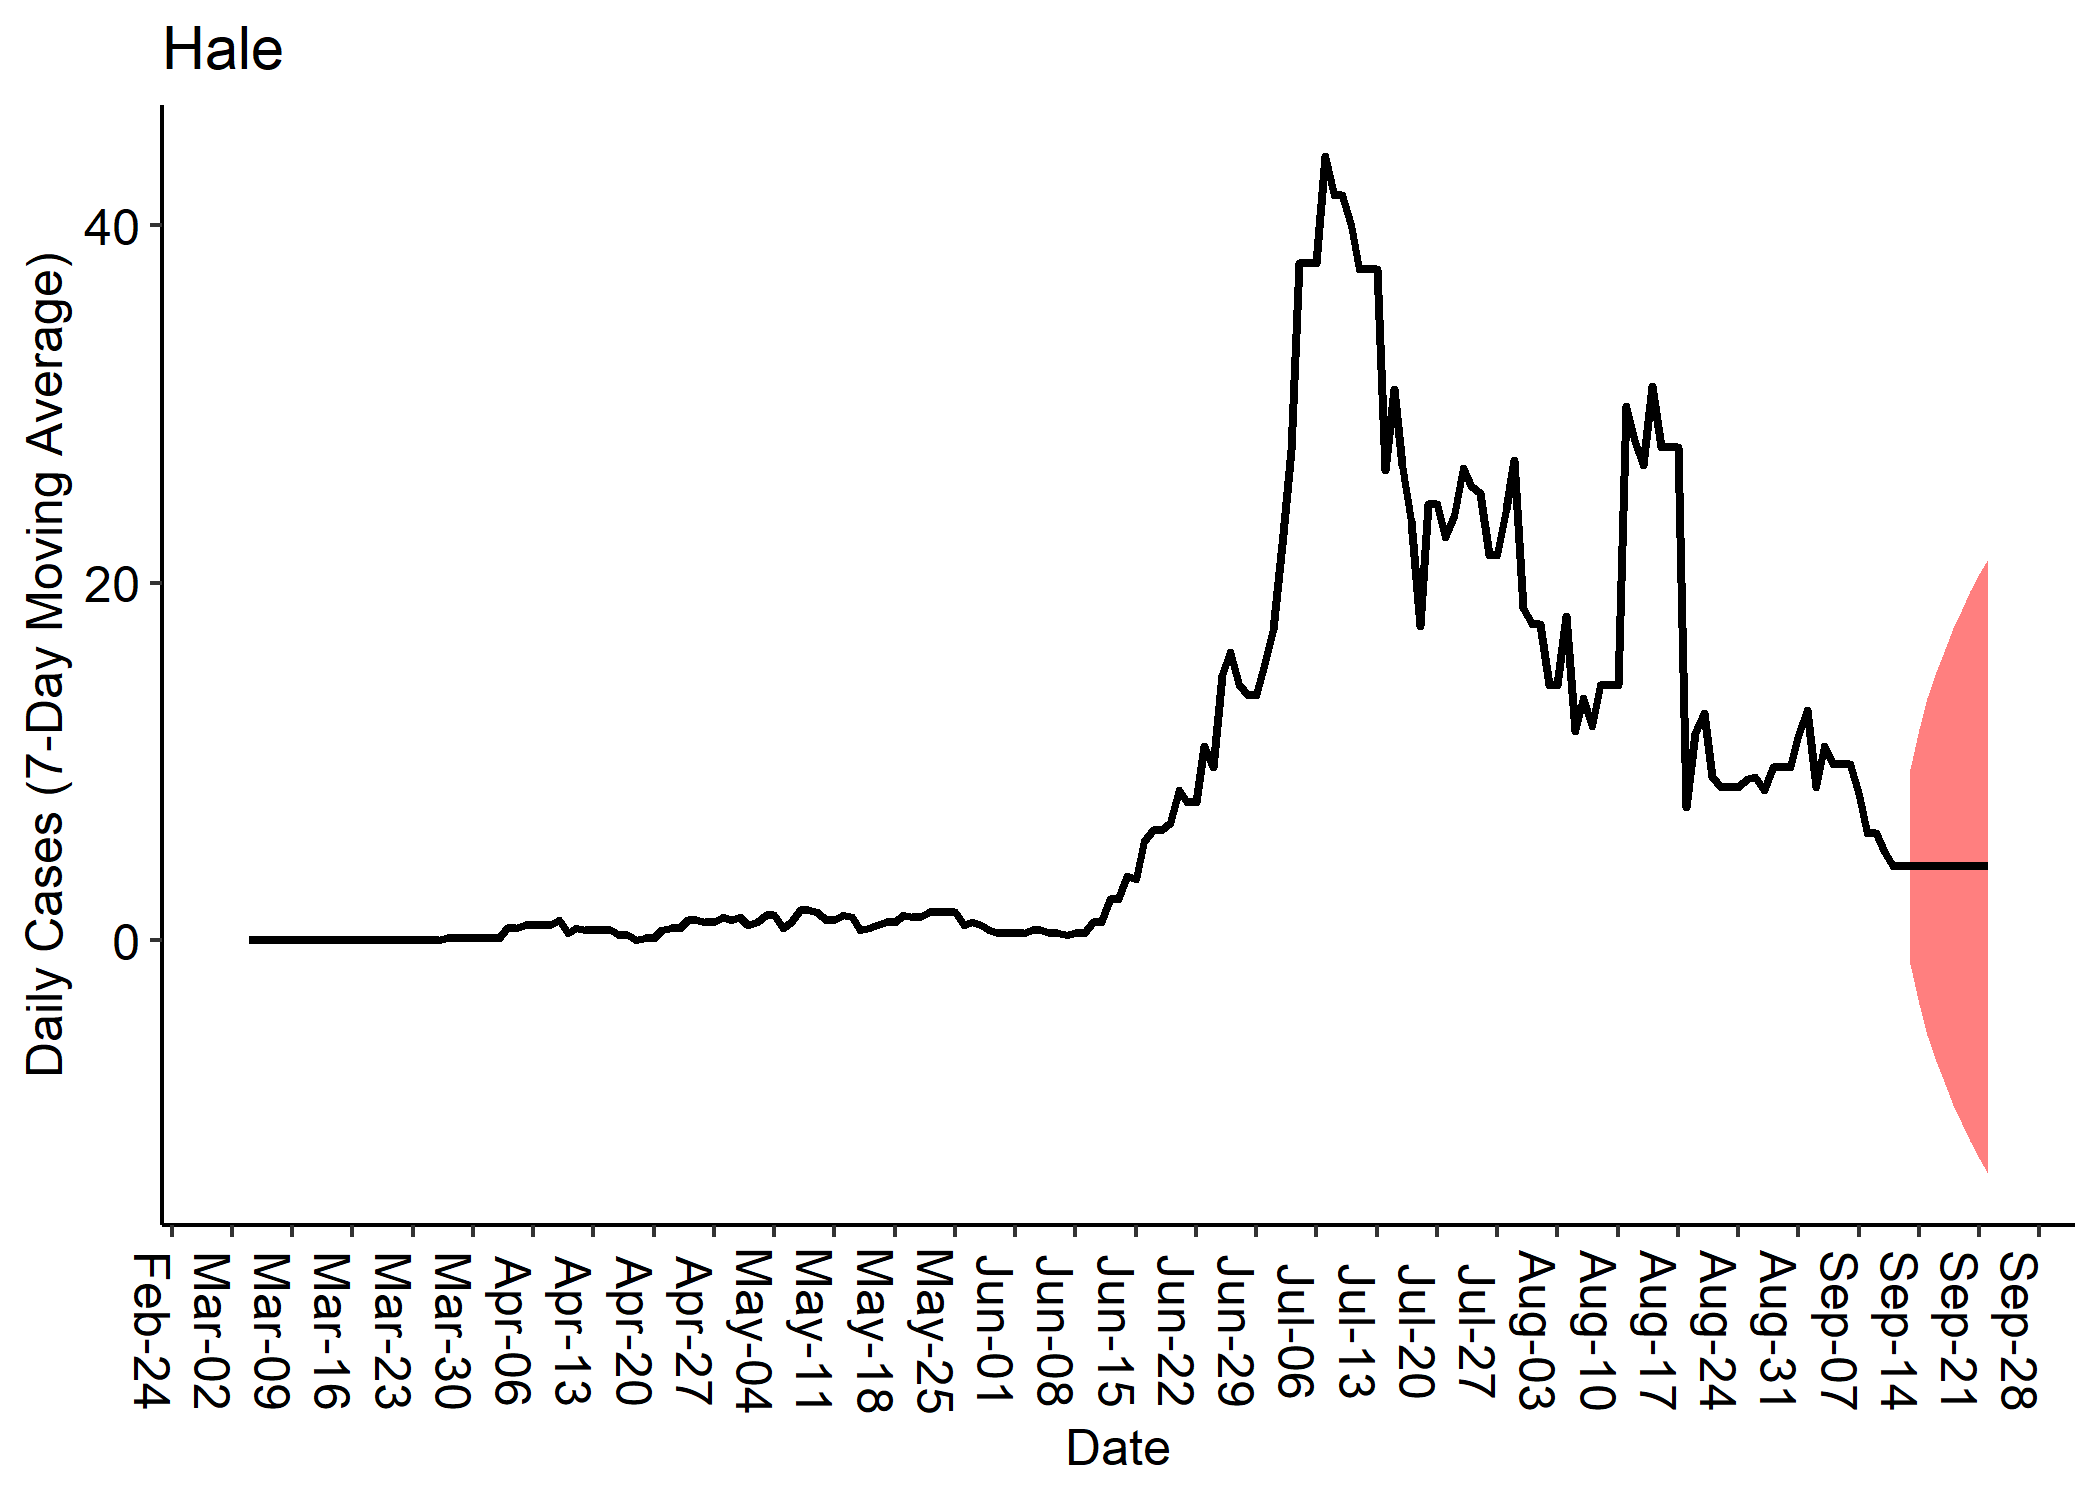 Hale
Daily Cases (7-Day Moving Average)
40
20
0
Feb-24
Mar-02
Mar-09
Mar-16
Mar-23
Mar-30
Apr-06
Apr-13
Apr-20
Apr-27
May-04
May-11
May-18
May-25
Jun-01
Jun-08
Jun-15
Jun-22
Jun-29
Jul-06
Jul-13
Jul-20
Jul-27
Aug-03
Aug-10
Aug-17
Aug-24
Aug-31
Sep-07
Sep-14
Sep-21
Sep-28
Date